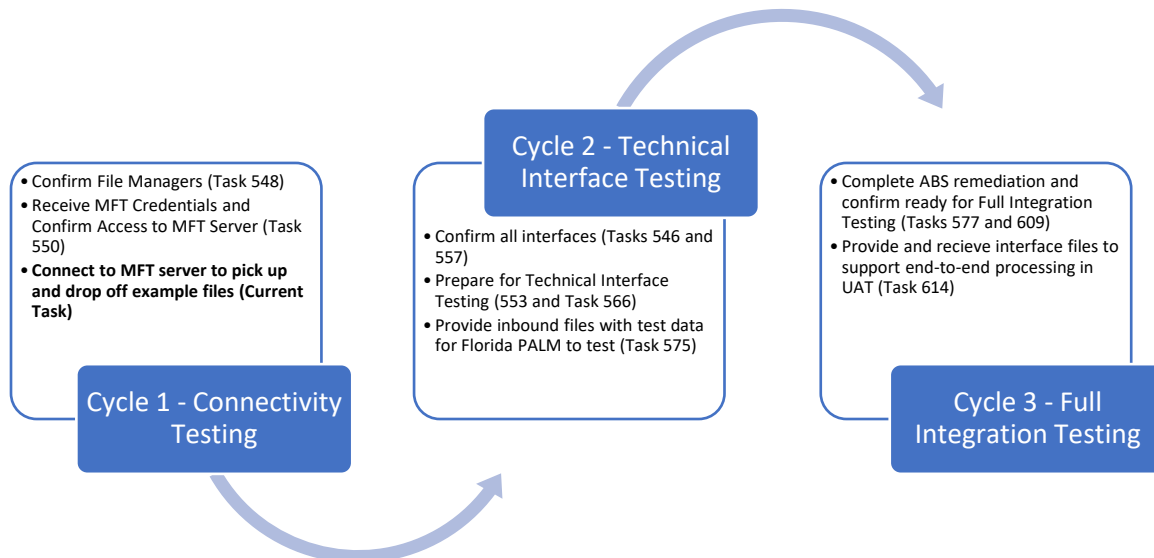 • Confirm File Managers (Task 548)
• Receive MFT Credentials and
Confirm Access to MFT Server (Task
550)
• Connect to MFT server to pick up
and drop off example files (Current
Task)
Cycle 1 - Connectivity
Testing
Cycle 2 - Technical
Interface Testing
• Confirm all interfaces (Tasks 546 and
557)
• Prepare for Technical Interface
Testing (553 and Task 566)
• Provide inbound files with test data
for Florida PALM to test (Task 575)
• Complete ABS remediation and
confirm ready for Full Integration
Testing (Tasks 577 and 609)
• Provide and recieve interface files to
support end-to-end processing in
UAT (Task 614)
Cycle 3 - Full
Integration Testing